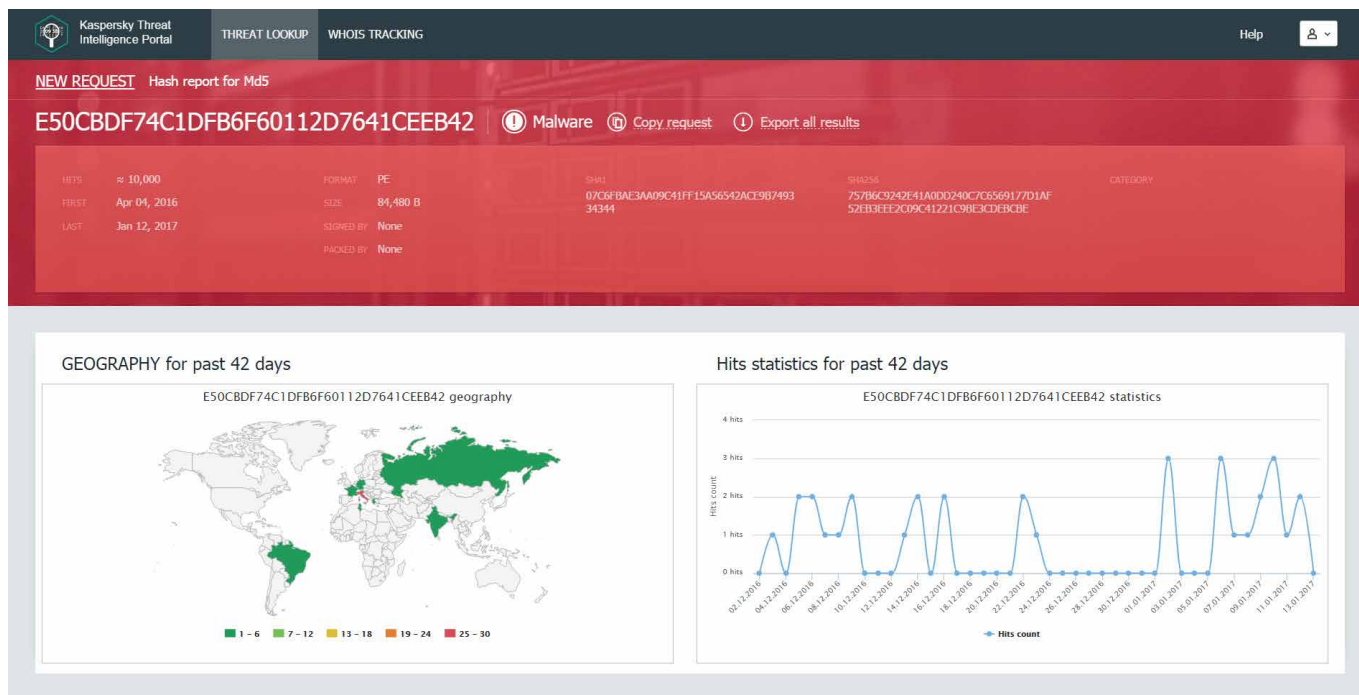 Kaspersky Threat
Intelligence Portal
THREAT LOOKUP
WHOIS TRACKING
Help
NEW REQUEST
Hash report for Md5
E50CBDF74C1DFB6F60112D7641CEEB42
Malware
Copy request
Export all results
HITS ≈ 10,000
FIRST Apr 04, 2016
LAST Jan 12, 2017
FORMAT PE
SIZE 84,480 B
SIGNED BY None
PACKED BY None
SHA1
07C6FBAE3AA09C41FF15A56542ACE9B7493
34344
SHA256
757B6C9242E41A0DD240C7C6569177D1AF
52EB3EEE2C09C41221C9BE3CDEBCBE
CATEGORY
GEOGRAPHY for past 42 days
E50CBDF74C1DFB6F60112D7641CEEB42 geography
1 – 6
7 – 12
13 – 18
19 – 24
25 – 30
Hits statistics for past 42 days
E50CBDF74C1DFB6F60112D7641CEEB42 statistics
Hits count
4 hits
3 hits
2 hits
1 hits
0 hits
02.12.2016
04.12.2016
06.12.2016
08.12.2016
10.12.2016
12.12.2016
14.12.2016
16.12.2016
18.12.2016
20.12.2016
22.12.2016
24.12.2016
26.12.2016
28.12.2016
30.12.2016
01.01.2017
03.01.2017
05.01.2017
07.01.2017
09.01.2017
11.01.2017
13.01.2017
Hits count